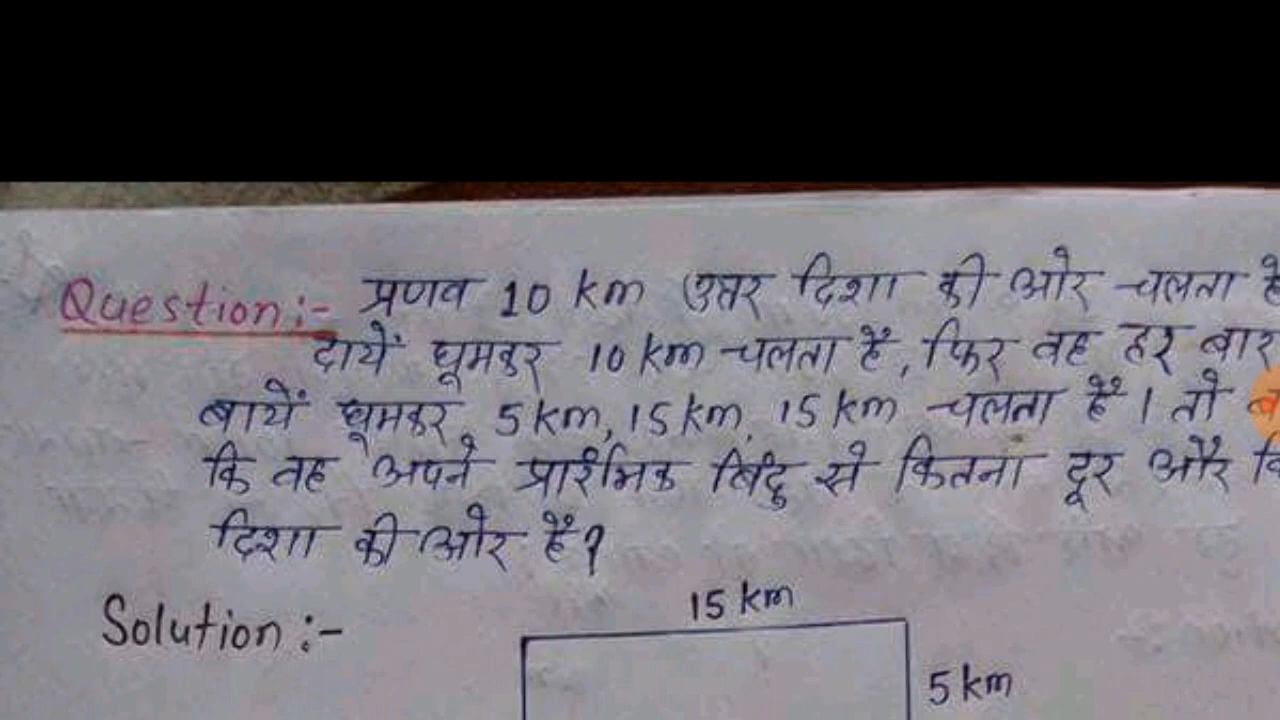 Question:- प्रणव 10 km उत्तर दिशा की ओर चलता है
दायें घूमकर 10 km चलता है, फिर वह हर बार
बायें घूमकर 5 km, 15 km, 15 km चलता है। तो
कि वह अपने प्रारंभिक बिंदु से कितना दूर और
दिशा की ओर है?
Solution :-
15 km
5 km